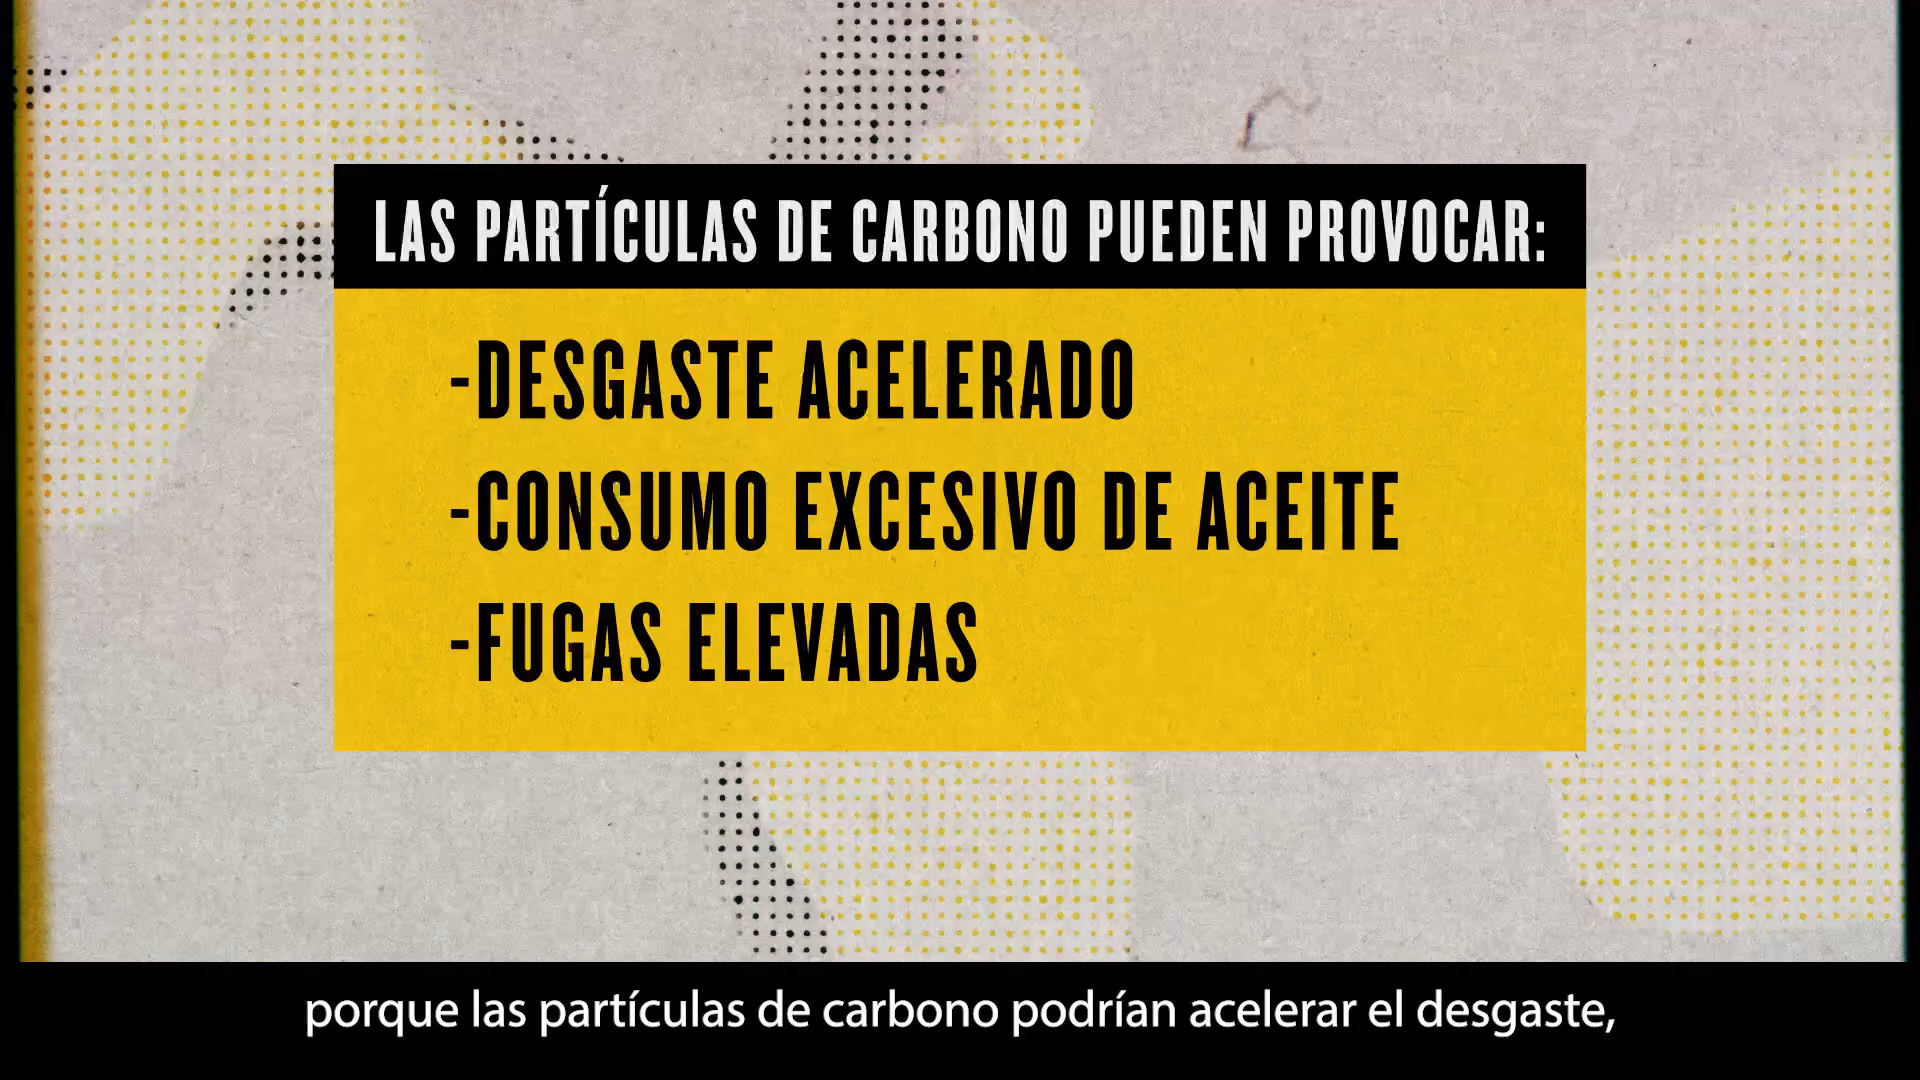 LAS PARTÍCULAS DE CARBONO PUEDEN PROVOCAR:
-DESGASTE ACELERADO
-CONSUMO EXCESIVO DE ACEITE
-FUGAS ELEVADAS
porque las partículas de carbono podrían acelerar el desgaste,